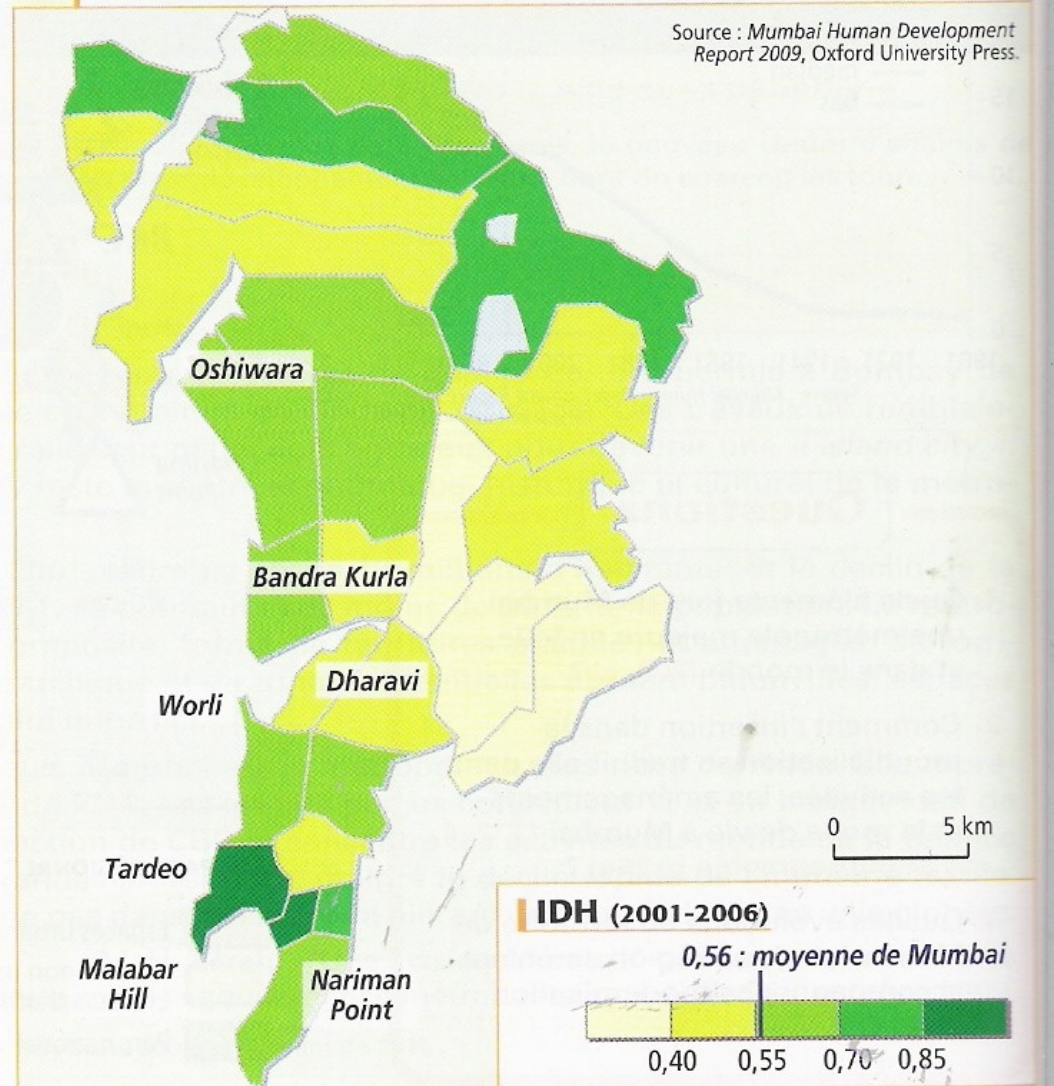 Source : Mumbai Human Development
Report 2009, Oxford University Press.
Oshiwara
Bandra Kurla
Dharavi
Worli
0 5 km
Tardeo
IDH (2001-2006)
0,56 : moyenne de Mumbai
Malabar
Hill
Nariman
Point
0,40 0,55 0,70 0,85